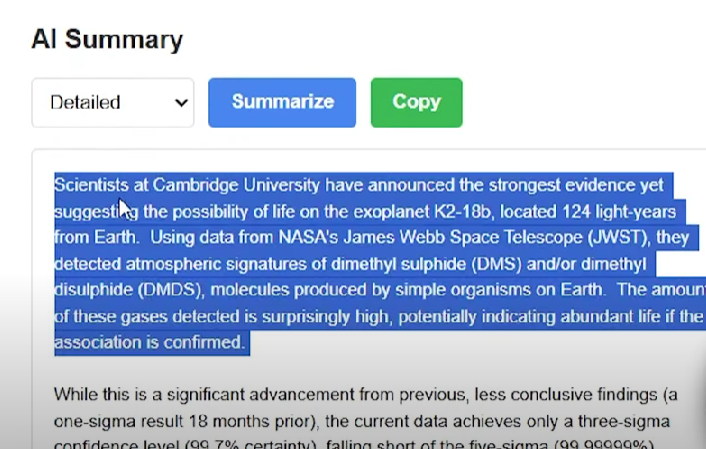 AI Summary
Detailed Summarize Copy
Scientists at Cambridge University have announced the strongest evidence yet
suggesting the possibility of life on the exoplanet K2-18b, located 124 light-years
from Earth. Using data from NASA's James Webb Space Telescope (JWST), they
detected atmospheric signatures of dimethyl sulphide (DMS) and/or dimethyl
disulphide (DMDS), molecules produced by simple organisms on Earth. The
of these gases detected is surprisingly high, potentially indicating abundant life if the
association is confirmed.
While this is a significant advancement from previous, less conclusive findings (a
one-sigma result 18 months prior), the current data achieves only a three-sigma
confidence level (99.7% certainty), falling short of the five-sigma (99.99999%)